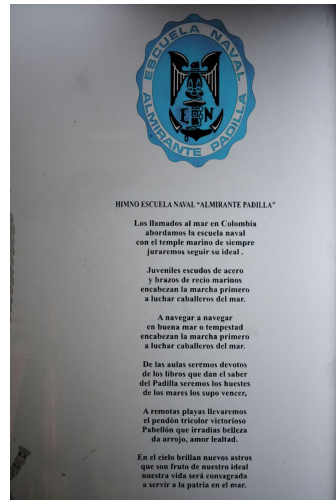 ESCUELA NAVAL
ALMIRANTE PADILLA
E N
HIMNO ESCUELA NAVAL "ALMIRANTE PADILLA"
Los llamados al mar en Colombia
abordamos la escuela naval
con el temple marino de siempre
juraremos seguir su ideal .
Juveniles escudos de acero
y brazos de recio marinos
encabezan la marcha primero
a luchar caballeros del mar.
A navegar a navegar
en buena mar o tempestad
encabezan la marcha primero
a luchar caballeros del mar.
De las aulas seremos devotos
de los libros que dan el saber
del Padilla seremos los huestes
de los mares los supo vencer,
A remotas playas llevaremos
el pendón tricolor victorioso
Pabellón que irradias belleza
da arrojo, amor lealtad.
En el cielo brillan nuevos astros
que son fruto de nuestro ideal
nuestra vida será consagrada
a servir a la patria en el mar.